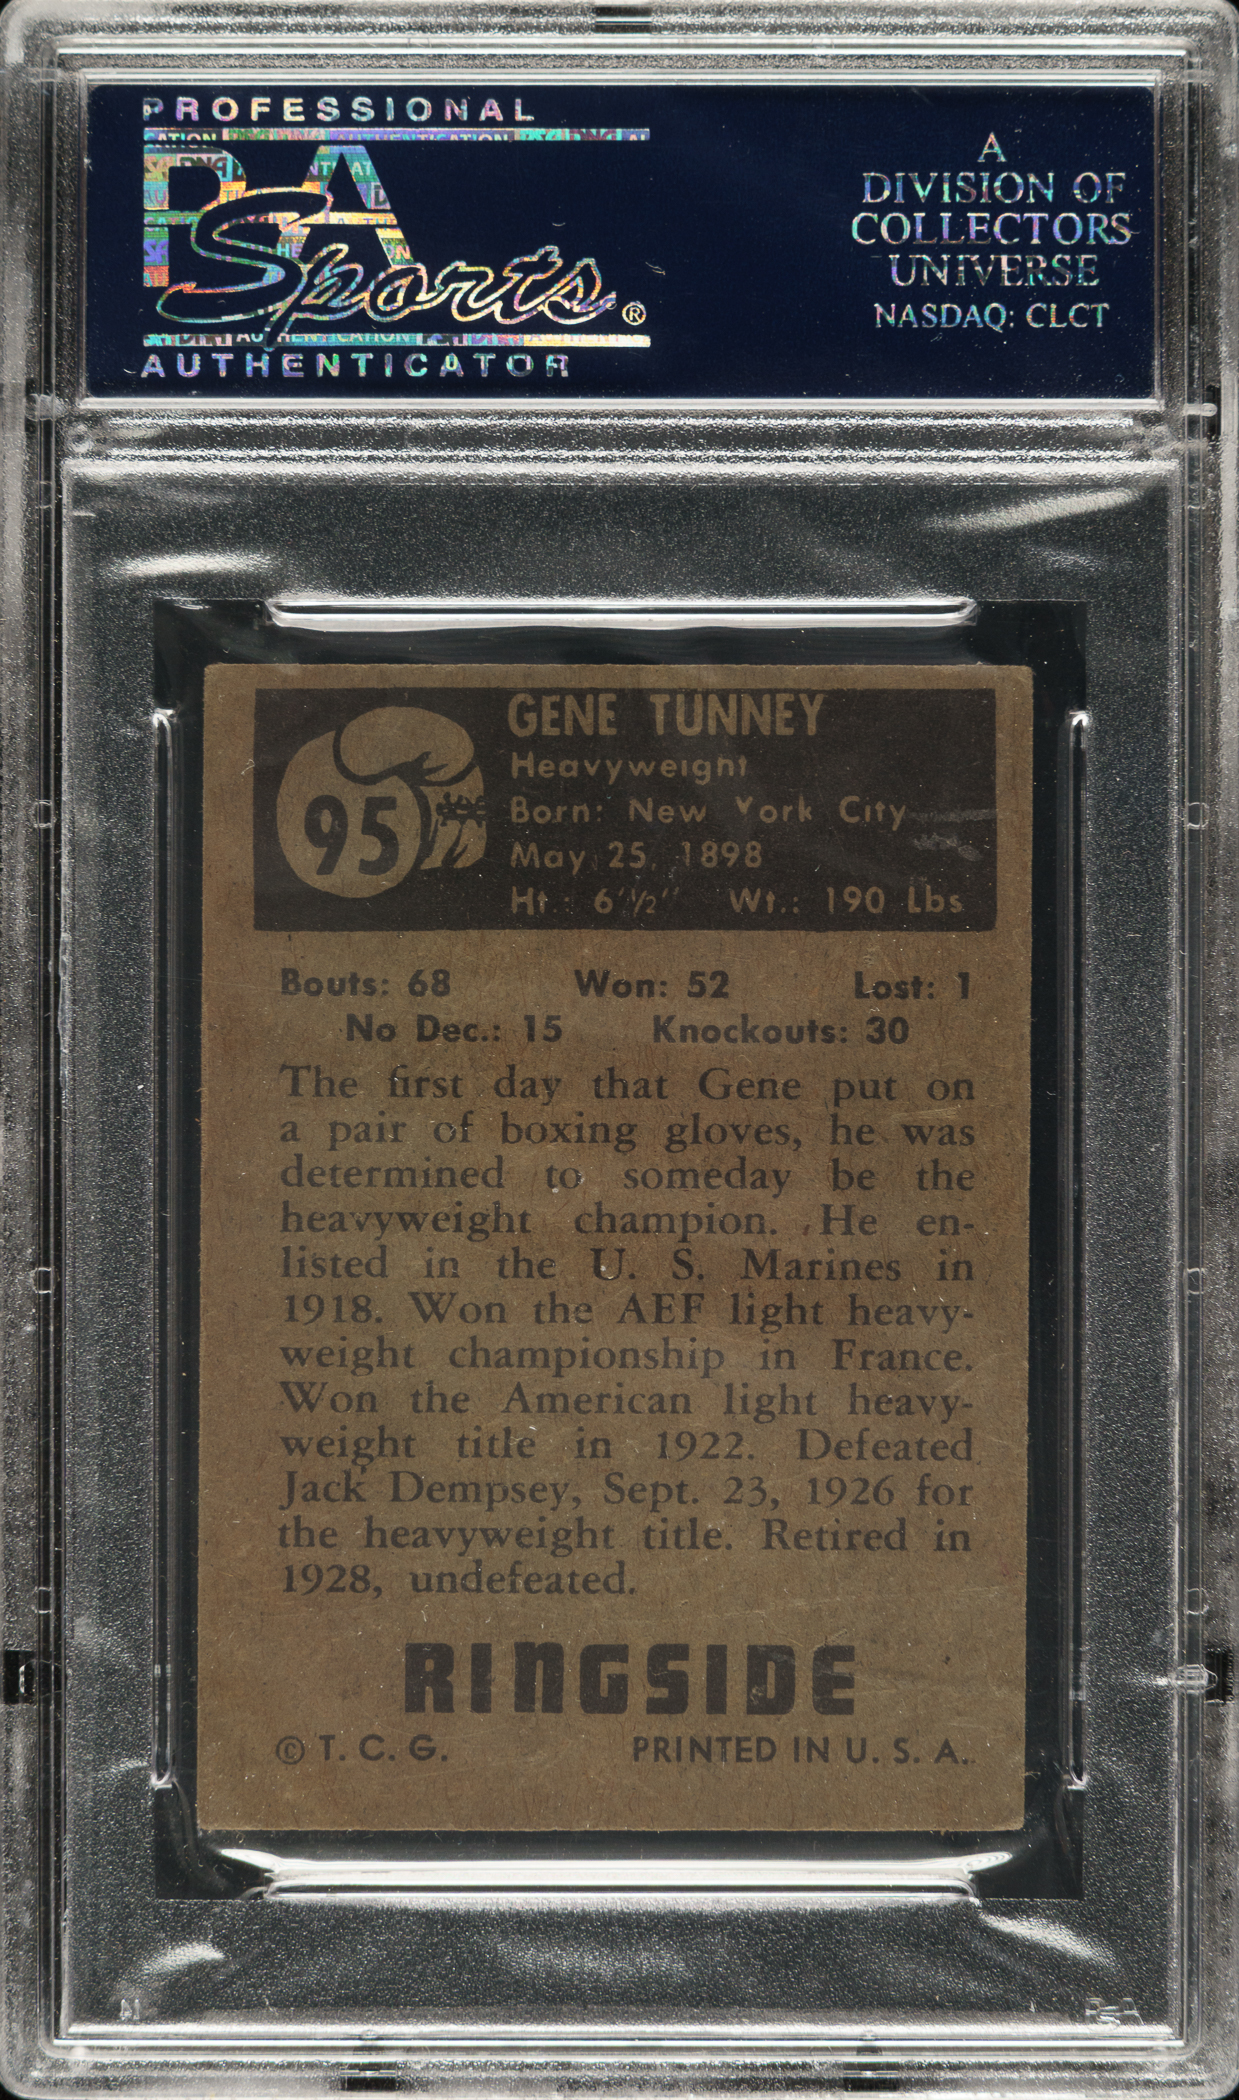 PROFESSIONAL
PSA
Sports®
AUTHENTICATOR
A
DIVISION OF
COLLECTORS
UNIVERSE
NASDAQ: CLCT
GENE TUNNEY
Heavyweight
95
Born: New York City
May 25, 1898
Ht.: 6'½" Wt.: 190 Lbs
Bouts: 68 Won: 52 Lost: 1
No Dec.: 15 Knockouts: 30
The first day that Gene put on
a pair of boxing gloves, he was
determined to someday be the
heavyweight champion. He en-
listed in the U. S. Marines in
1918. Won the AEF light heavy-
weight championship in France.
Won the American light heavy-
weight title in 1922. Defeated
Jack Dempsey, Sept. 23, 1926 for
the heavyweight title. Retired in
1928, undefeated.
RINGSIDE
© T. C. G. PRINTED IN U. S. A.
PSA